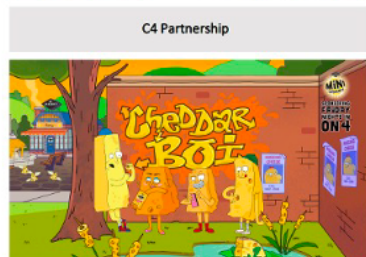 C4 Partnership
CHEDDAR
BOi
MiNi
FRIDAY
NIGHTS
ON 4